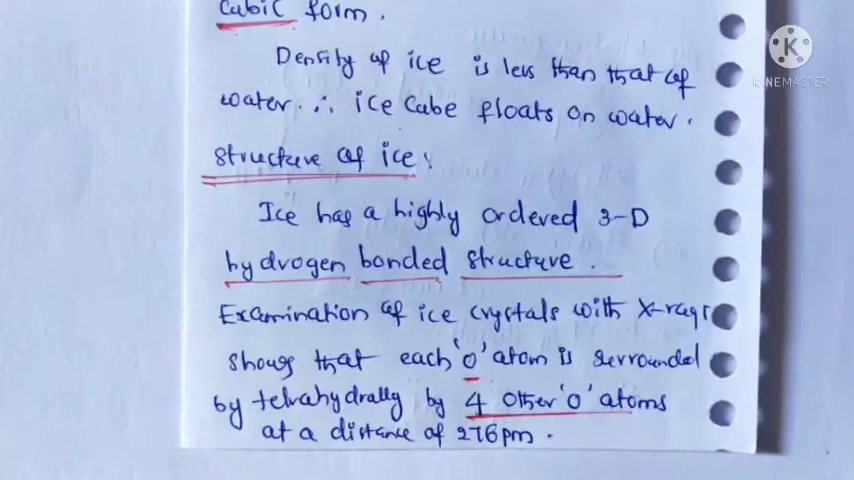 Cubic form.
Density of ice is less than that of
water. ∴ ice cube floats on water.
Structure of ice:
Ice has a highly ordered 3-D
hydrogen bonded structure.
Examination of ice crystals with X-rays
shows that each 'O' atom is serrounded
by tetrahydrally by 4 other 'O' atoms
at a distance of 276pm.
K
KINEMASTER